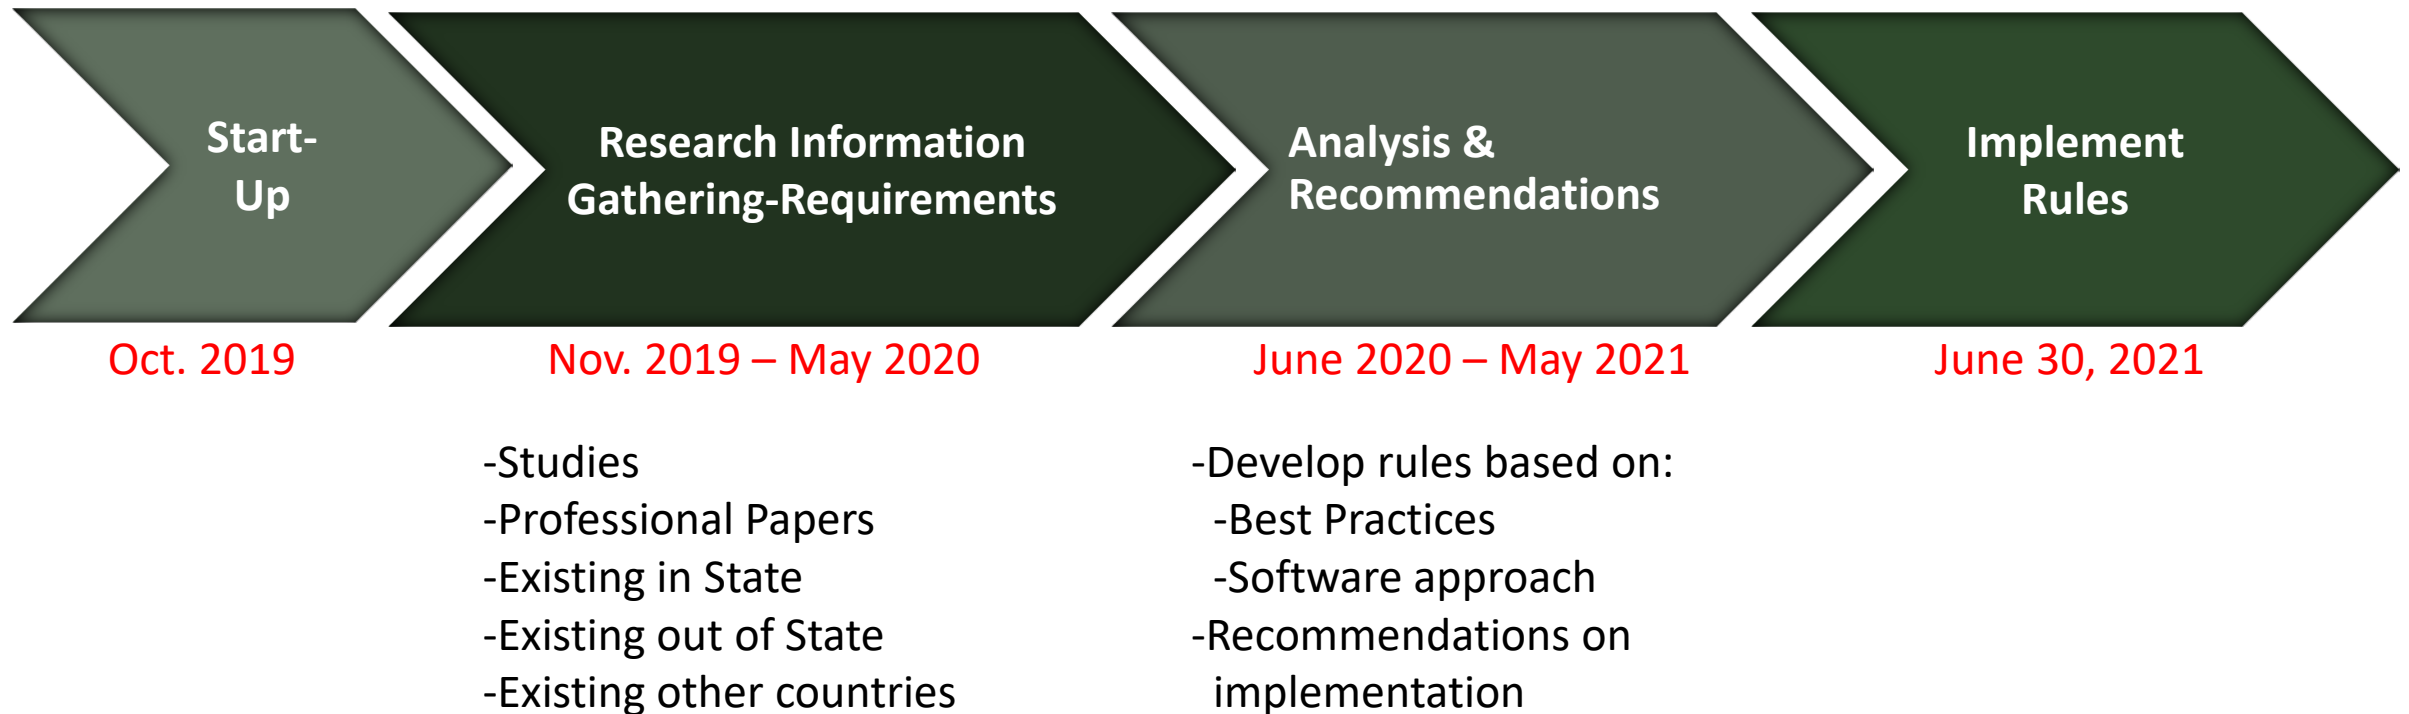 Start-
Up
Research Information
Gathering-Requirements
Analysis &
Recommendations
Implement
Rules
Oct. 2019
Nov. 2019 – May 2020
June 2020 – May 2021
June 30, 2021
-Studies
-Professional Papers
-Existing in State
-Existing out of State
-Existing other countries
-Develop rules based on:
-Best Practices
-Software approach
-Recommendations on
implementation